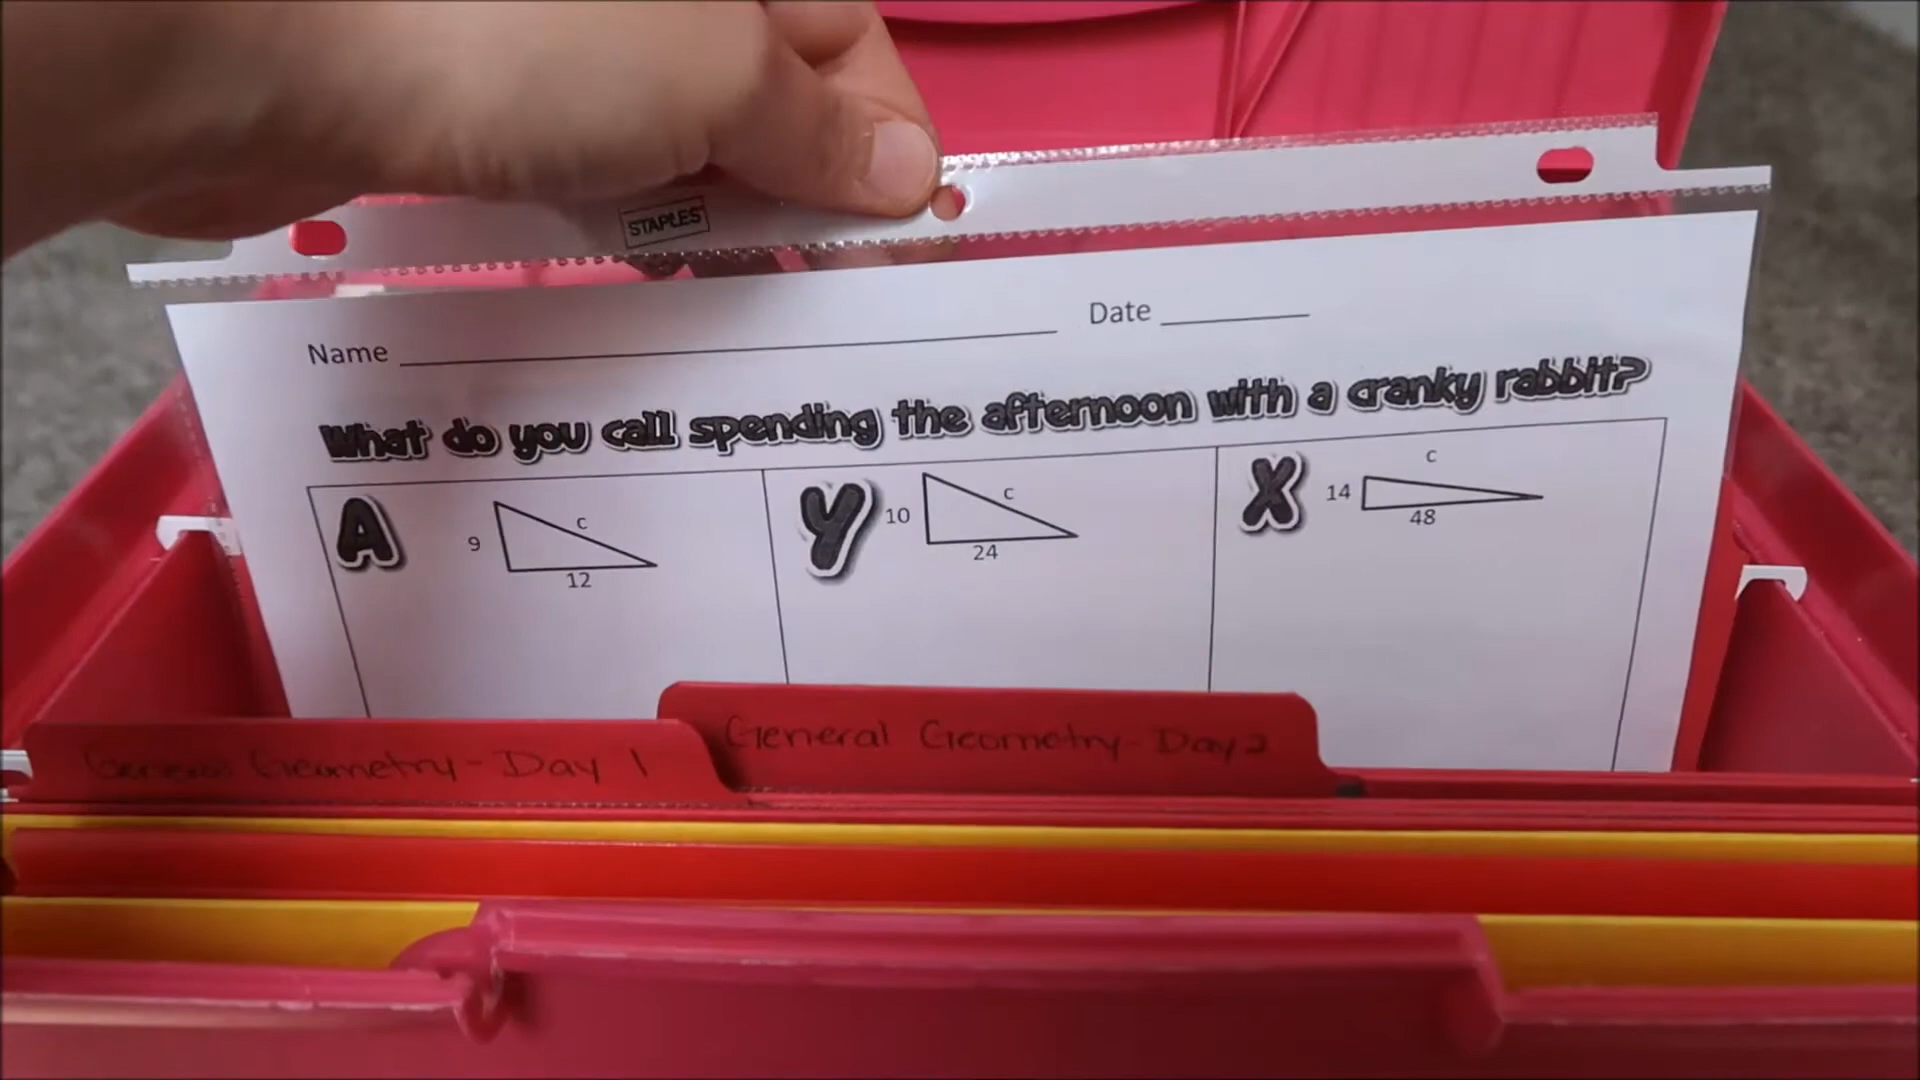 STAPLES
Name
Date
What do you call spending the afternoon with a cranky rabbit?
A
9
c
12
Y
10
c
24
X
14
c
48
General Geometry-Day 1
General Geometry-Day 2